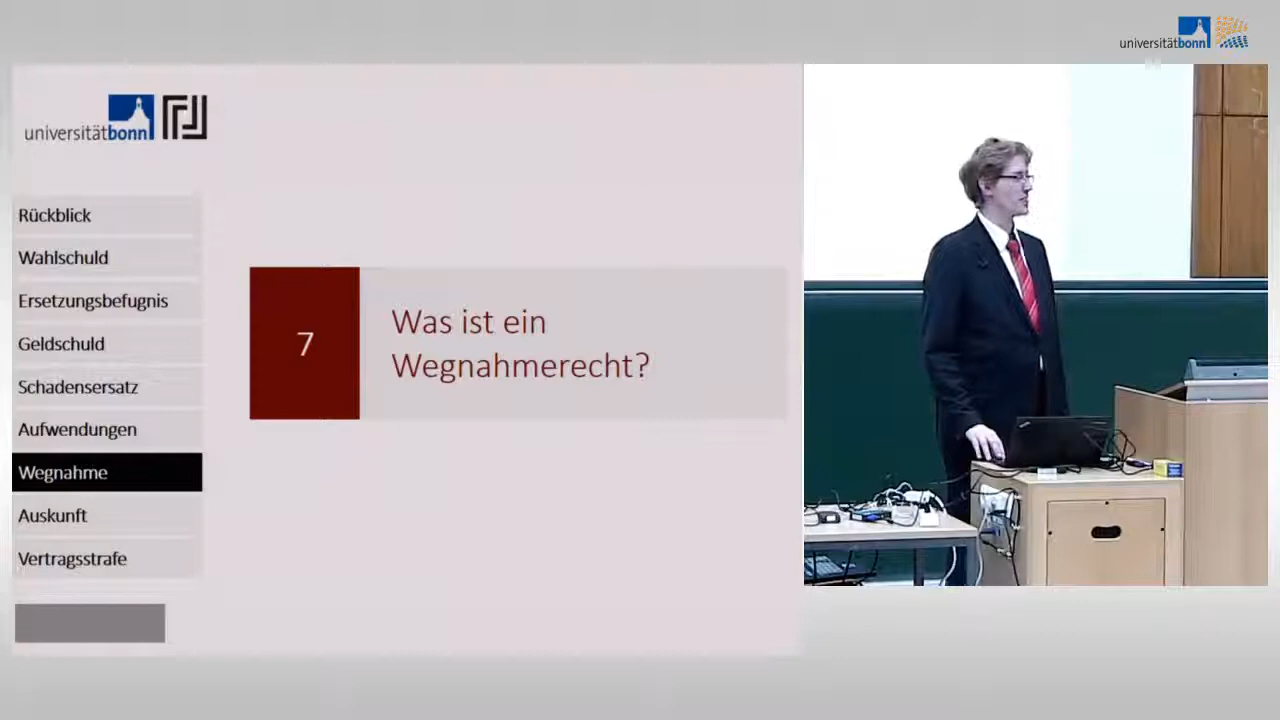 universitätbonn
universitätbonn
Rückblick
Wahlschuld
Ersetzungsbefugnis
Geldschuld
Schadensersatz
Aufwendungen
Wegnahme
Auskunft
Vertragsstrafe
7
Was ist ein
Wegnahmerecht?